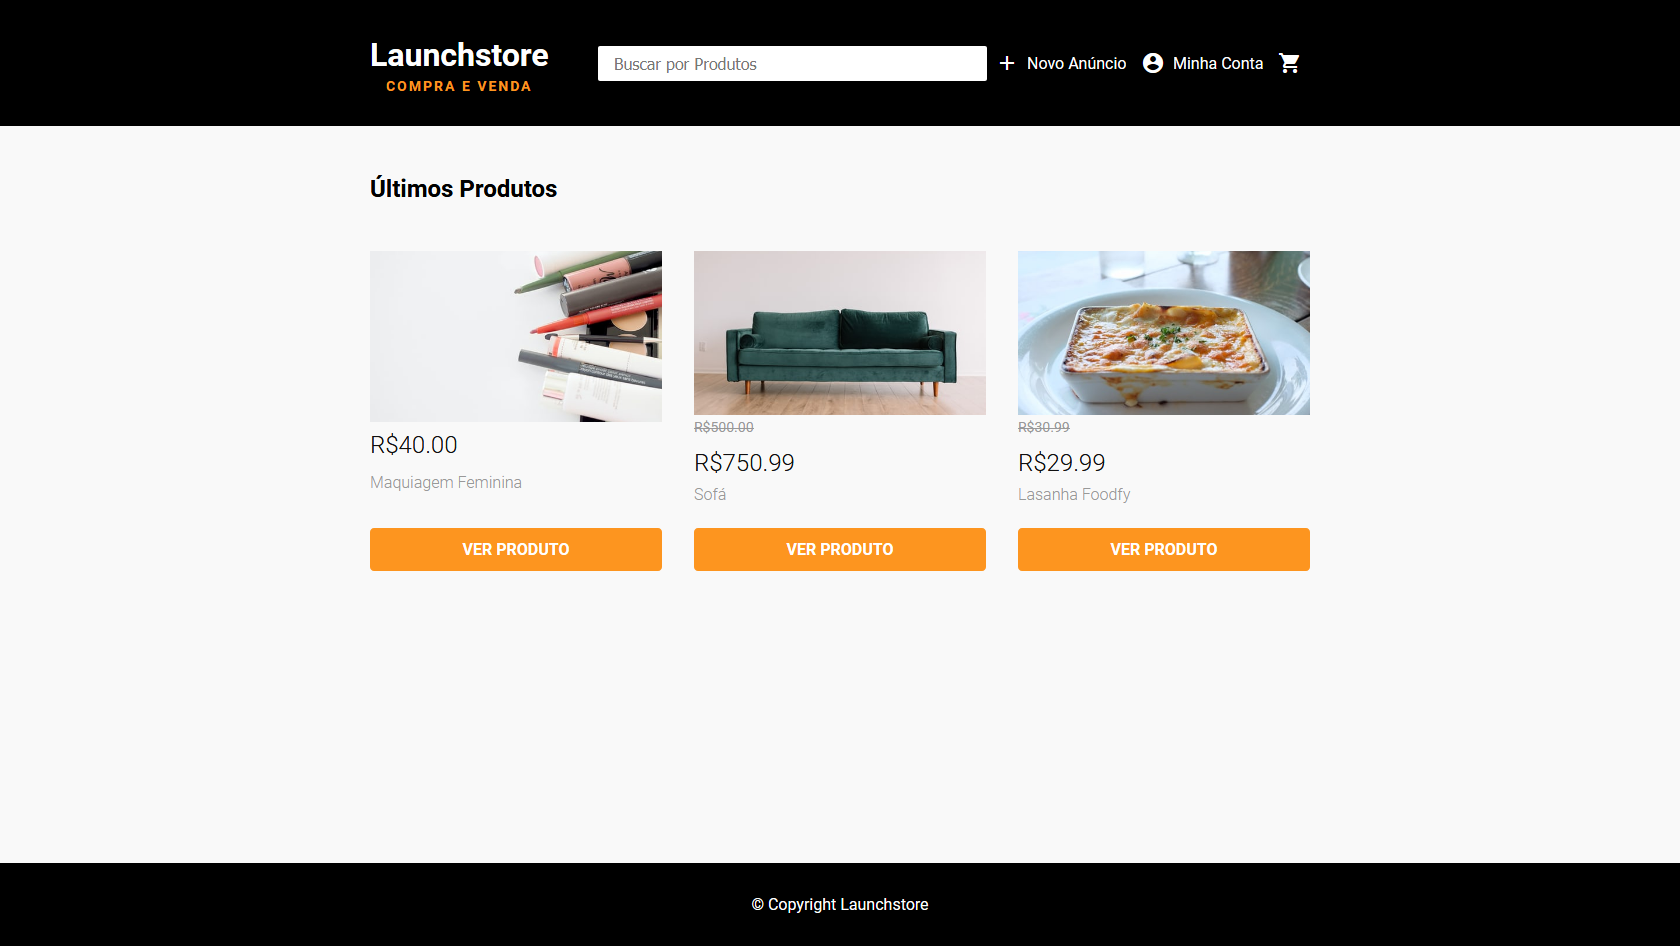 Launchstore
COMPRA E VENDA
Buscar por Produtos
Novo Anúncio
Minha Conta
Últimos Produtos
R$40.00
Maquiagem Feminina
VER PRODUTO
R$500.00
R$750.99
Sofá
VER PRODUTO
R$30.99
R$29.99
Lasanha Foodfy
VER PRODUTO
© Copyright Launchstore